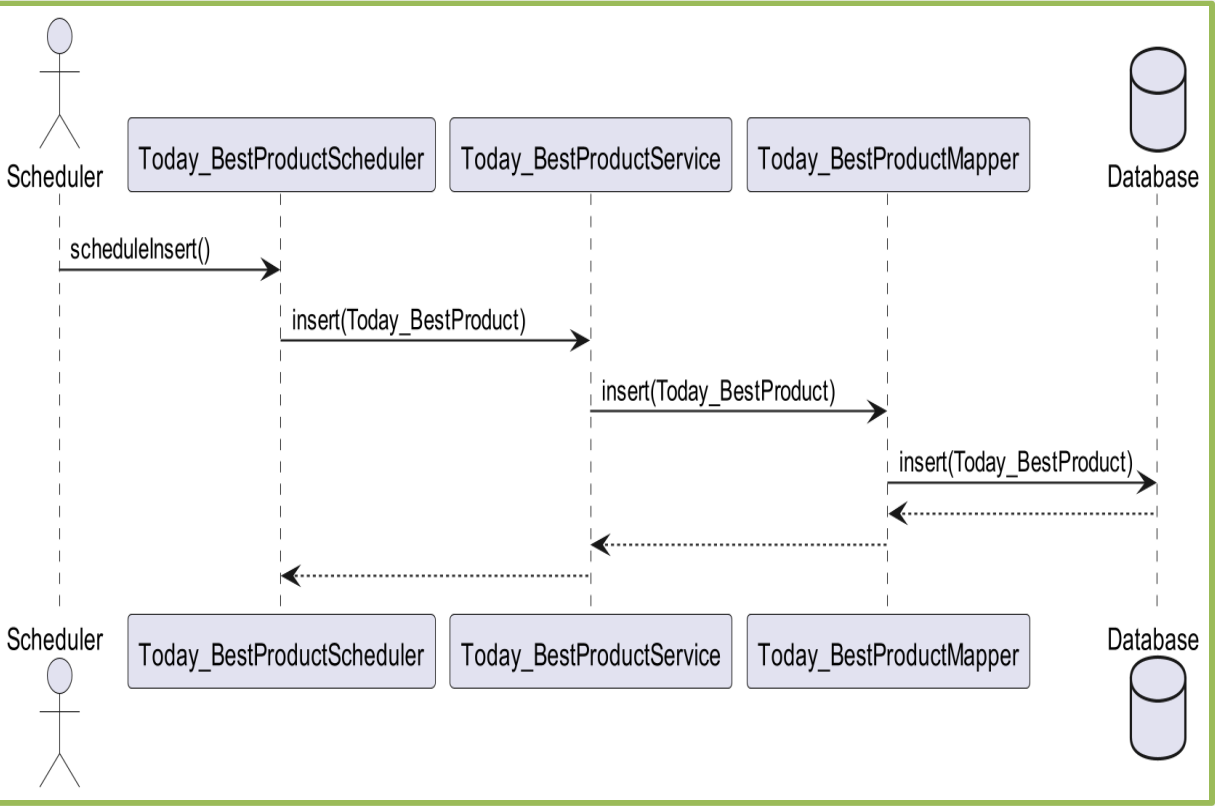 Scheduler
Today_BestProductScheduler
Today_BestProductService
Today_BestProductMapper
Database
scheduleInsert()
insert(Today_BestProduct)
insert(Today_BestProduct)
insert(Today_BestProduct)
Scheduler
Today_BestProductScheduler
Today_BestProductService
Today_BestProductMapper
Database